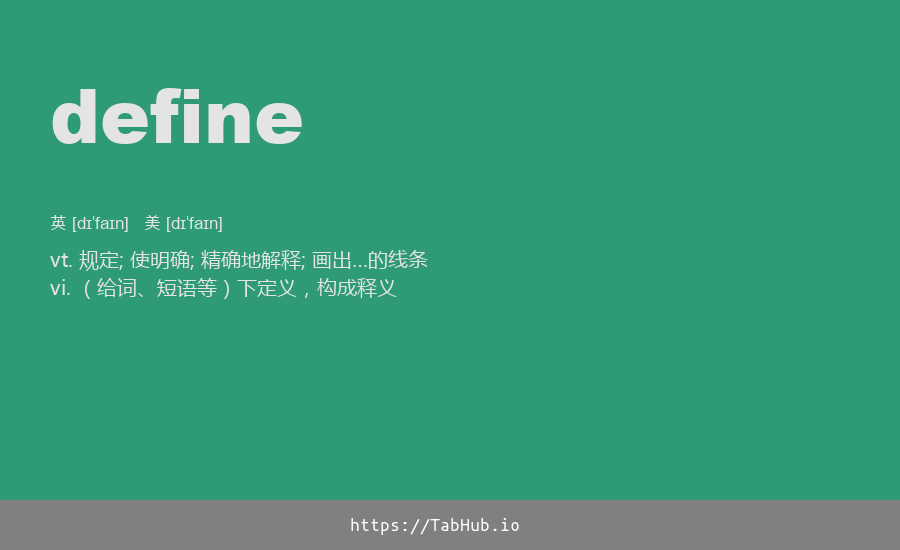 define
英 [dɪˈfaɪn] 美 [dɪˈfaɪn]
vt. 规定; 使明确; 精确地解释; 画出...的线条
vi. （给词、短语等）下定义，构成释义
https://TabHub.io